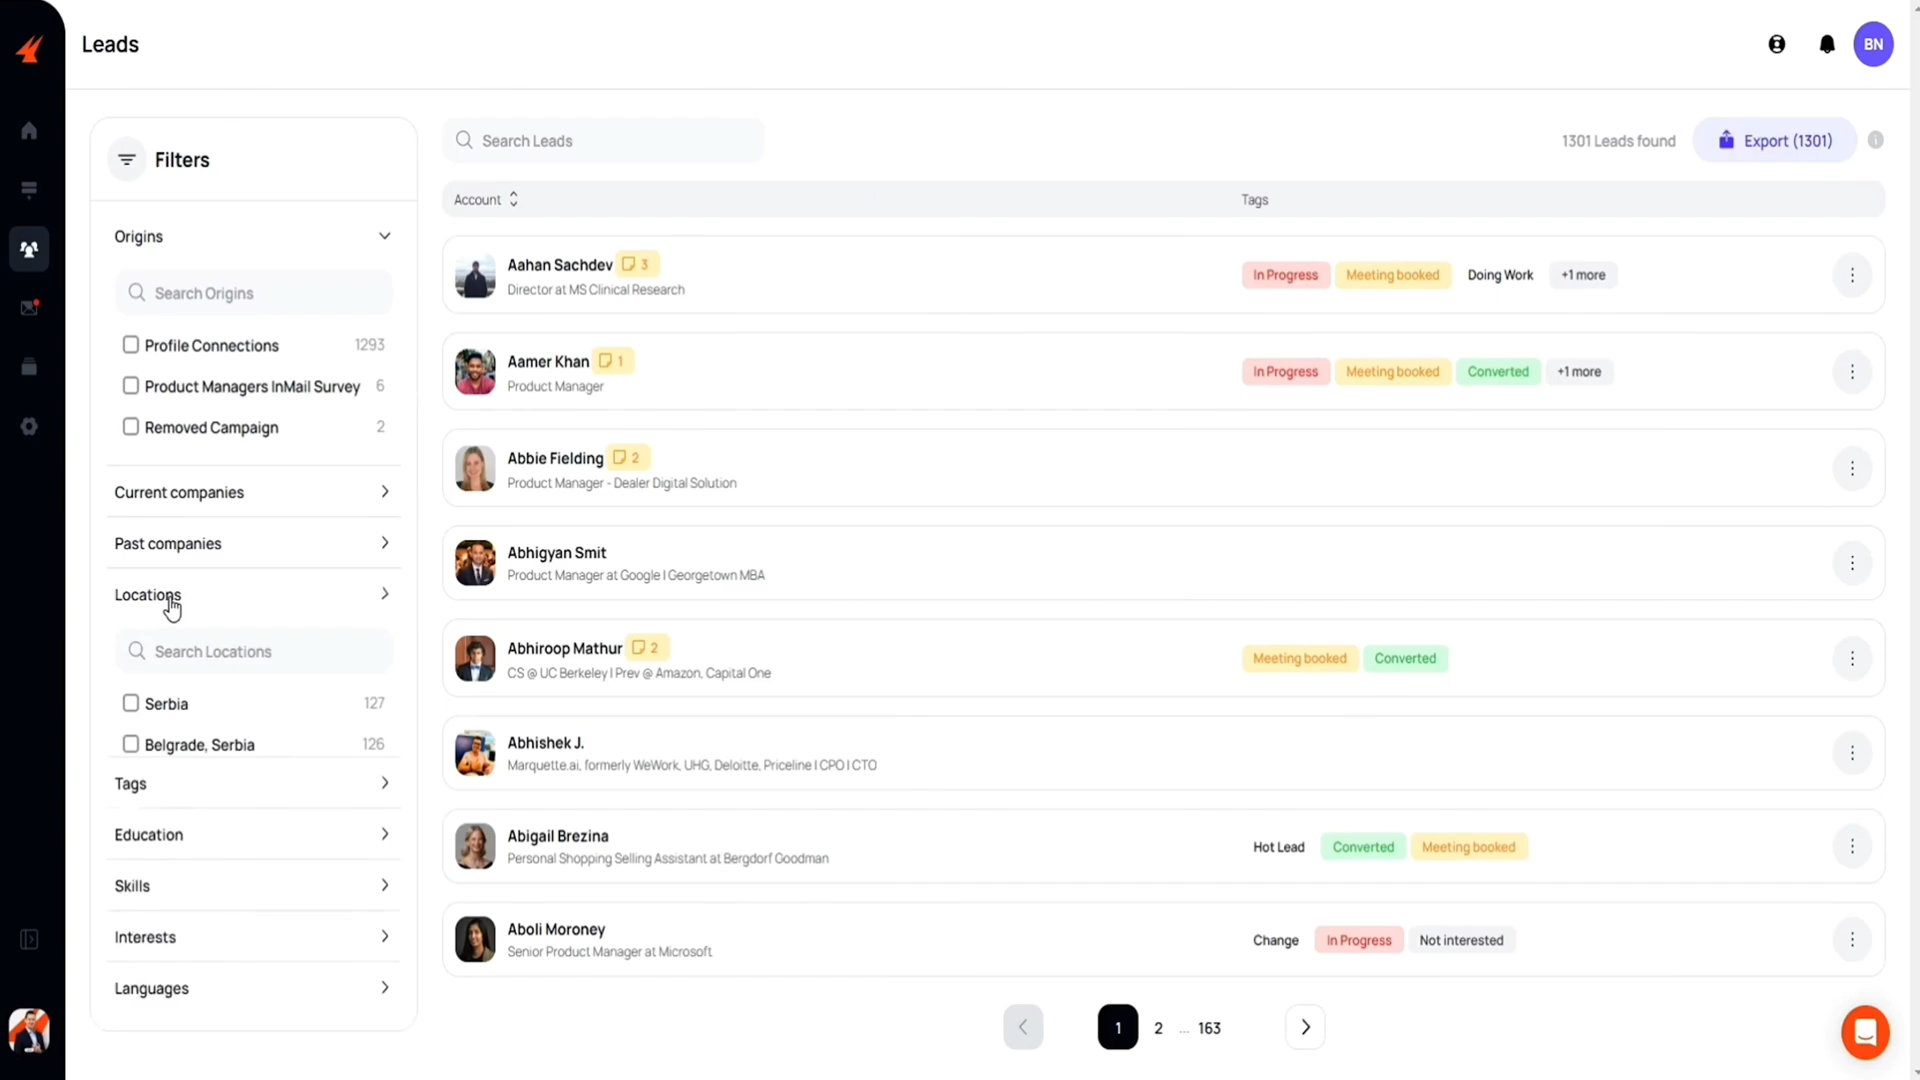 Leads
BN
Filters
Origins
Search Origins
Profile Connections 1293
Product Managers InMail Survey 6
Removed Campaign 2
Current companies
Past companies
Locations
Search Locations
Serbia 127
Belgrade, Serbia 126
Tags
Education
Skills
Interests
Languages
Search Leads
1301 Leads found
Export (1301)
Account Tags
Aahan Sachdev 3
Director at MS Clinical Research
In Progress Meeting booked Doing Work +1 more
Aamer Khan 1
Product Manager
In Progress Meeting booked Converted +1 more
Abbie Fielding 2
Product Manager - Dealer Digital Solution
Abhigyan Smit
Product Manager at Google | Georgetown MBA
Abhiroop Mathur 2
CS @ UC Berkeley | Prev @ Amazon, Capital One
Meeting booked Converted
Abhishek J.
Marquette.ai, formerly WeWork, UHG, Deloitte, Priceline | CPO | CTO
Abigail Brezina
Personal Shopping Selling Assistant at Bergdorf Goodman
Hot Lead Converted Meeting booked
Aboli Moroney
Senior Product Manager at Microsoft
Change In Progress Not interested
1 2 ... 163